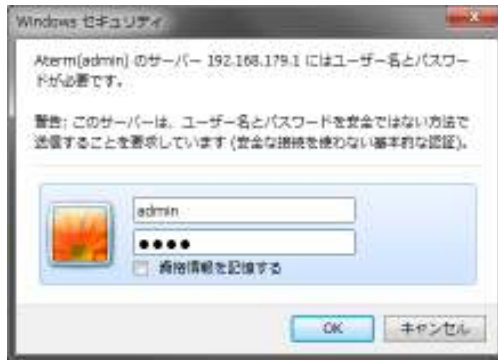 Windows セキュリティ
Aterm(admin) のサーバー 192.168.179.1 にはユーザー名とパスワー
ドが必要です。
警告: このサーバーは、ユーザー名とパスワードを安全ではない方法で
送信することを要求しています (安全な接続を使わない基本的な認証)。
admin
●●●●
資格情報を記憶する
OK
キャンセル